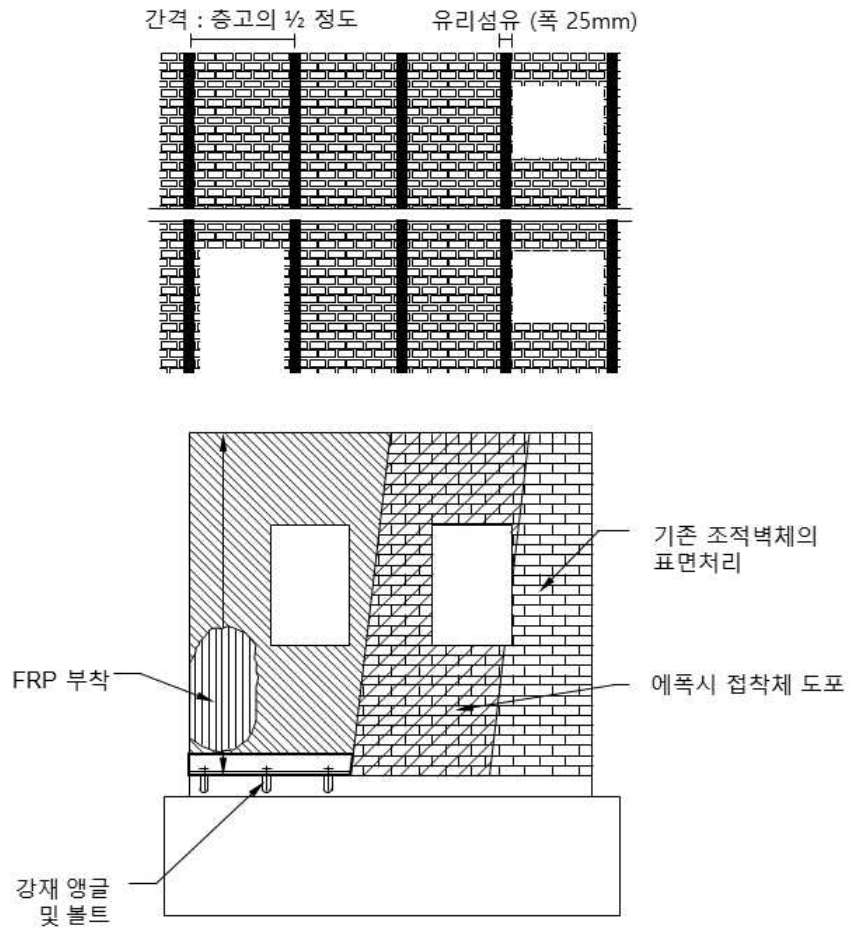 간격 : 층고의 ½ 정도
유리섬유 (폭 25mm)
기존 조적벽체의
표면처리
FRP 부착
에폭시 접착체 도포
강재 앵글
및 볼트